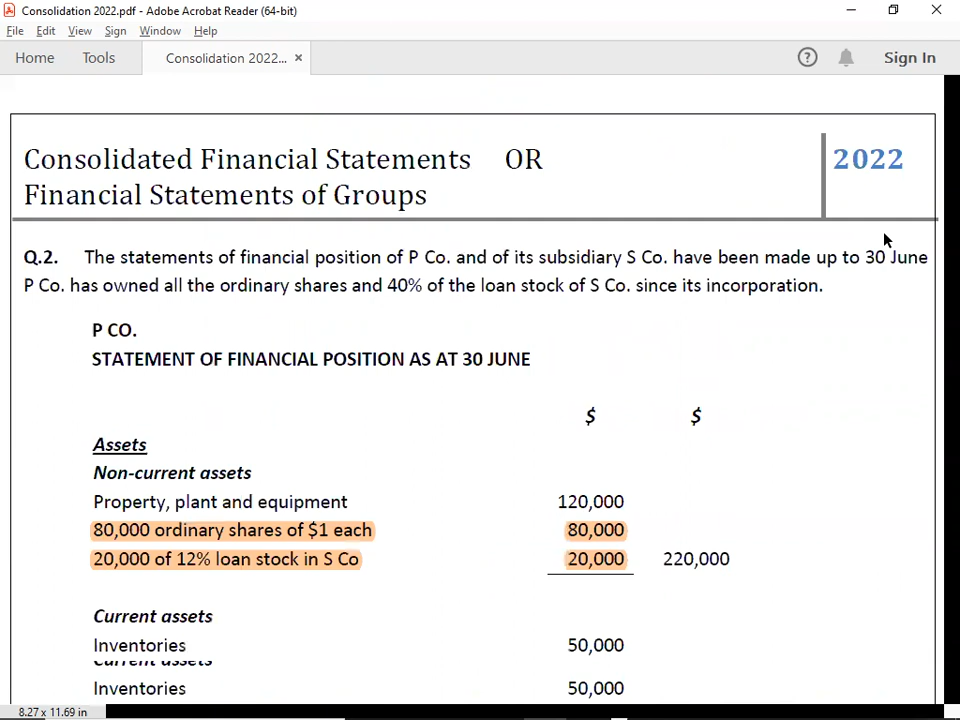 Consolidation 2022.pdf - Adobe Acrobat Reader (64-bit)
File Edit View Sign Window Help
Home Tools Consolidation 2022... × ? Sign In
Consolidated Financial Statements OR 2022
Financial Statements of Groups
Q.2. The statements of financial position of P Co. and of its subsidiary S Co. have been made up to 30 June
P Co. has owned all the ordinary shares and 40% of the loan stock of S Co. since its incorporation.
P CO.
STATEMENT OF FINANCIAL POSITION AS AT 30 JUNE
$ $
Assets
Non-current assets
Property, plant and equipment 120,000
80,000 ordinary shares of $1 each 80,000
20,000 of 12% loan stock in S Co 20,000 220,000
Current assets
Inventories 50,000
Current assets
Inventories 50,000
8.27 x 11.69 in